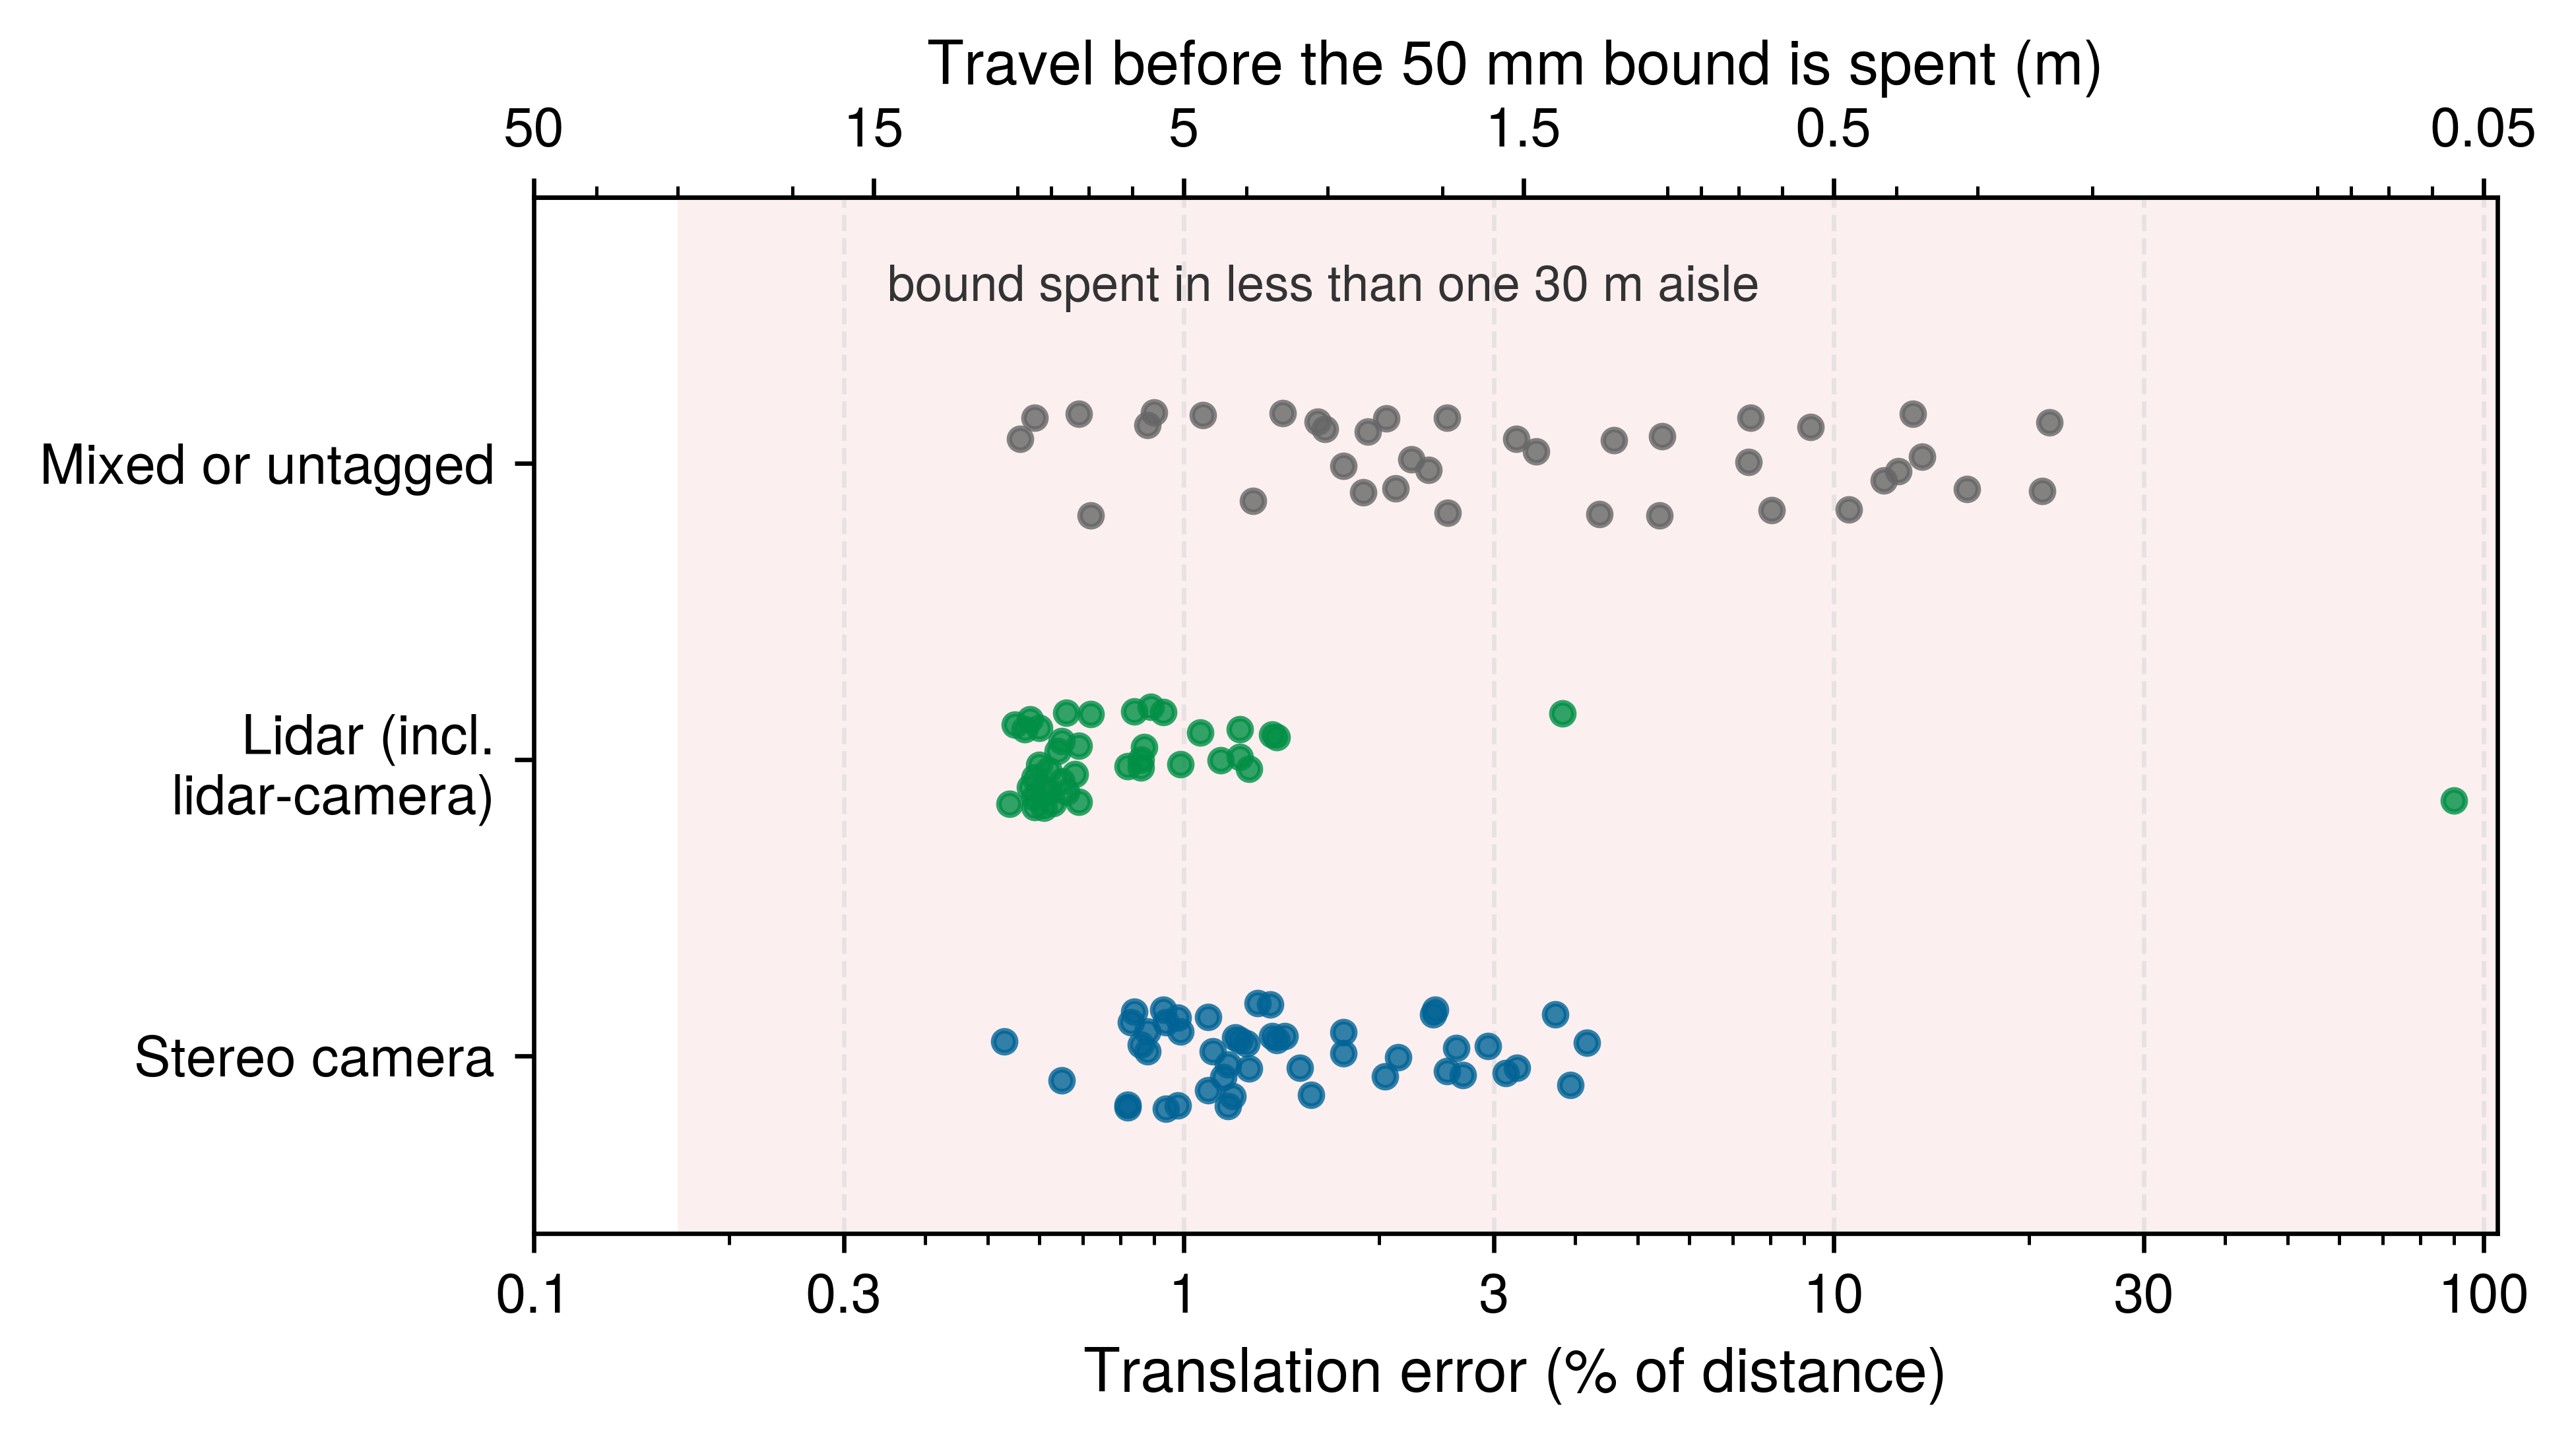 Travel before the 50 mm bound is spent (m)
50 15 5 1.5 0.5 0.05
bound spent in less than one 30 m aisle
Mixed or untagged
Lidar (incl.
lidar-camera)
Stereo camera
0.1 0.3 1 3 10 30 100
Translation error (% of distance)